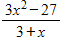 3x² − 27
3 + x